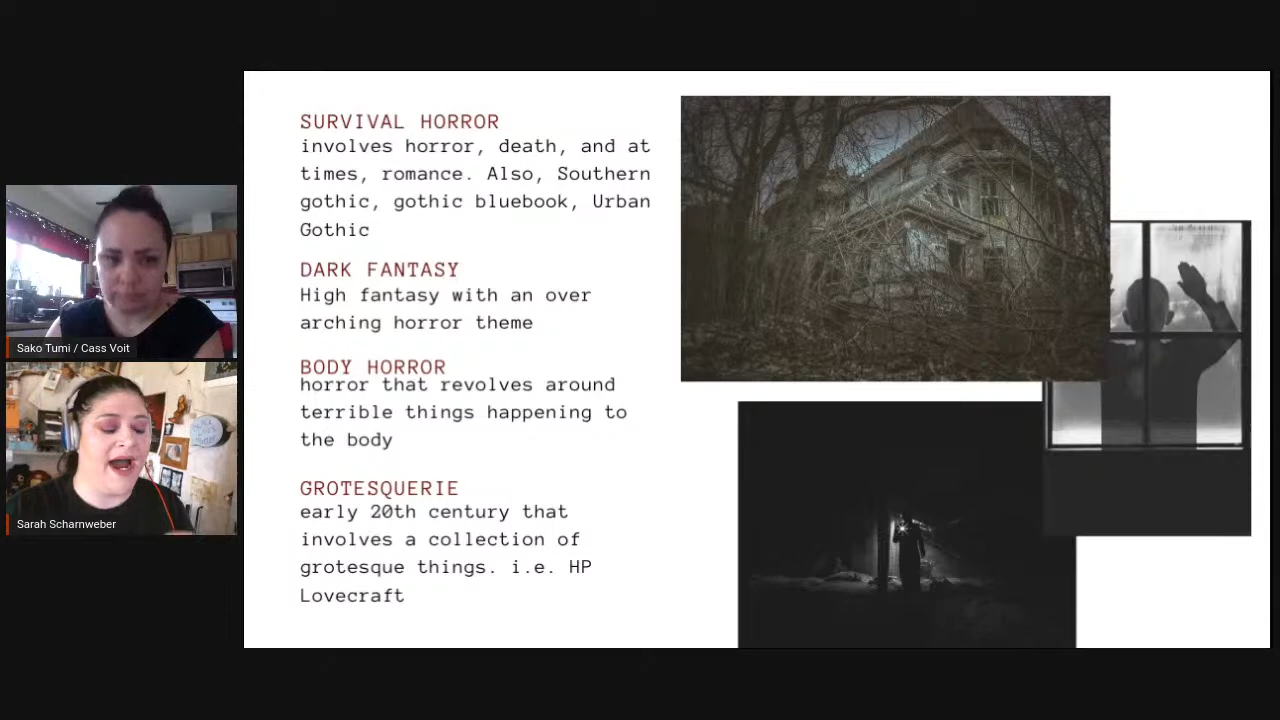 SURVIVAL HORROR
involves horror, death, and at
times, romance. Also, Southern
gothic, gothic bluebook, Urban
Gothic
DARK FANTASY
High fantasy with an over
arching horror theme
BODY HORROR
horror that revolves around
terrible things happening to
the body
GROTESQUERIE
early 20th century that
involves a collection of
grotesque things. i.e. HP
Lovecraft
Sako Tumi / Cass Voit
Sarah Scharnweber